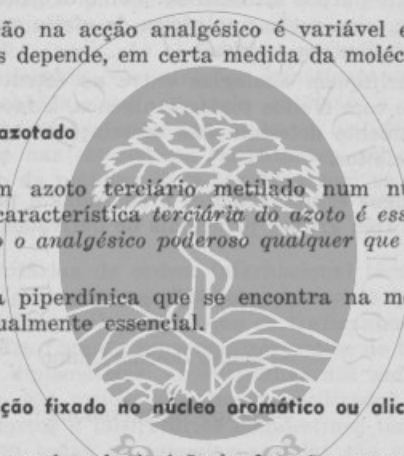 ão na acção analgésico é variável e
s depende, em certa medida da moléc
azotado
m azoto terciário metilado num nú
característica terciária do azoto é ess
o o analgésico poderoso qualquer que
a piperdínica que se encontra na mo
ualmente essencial.
ção fixado no núcleo aromático ou alic